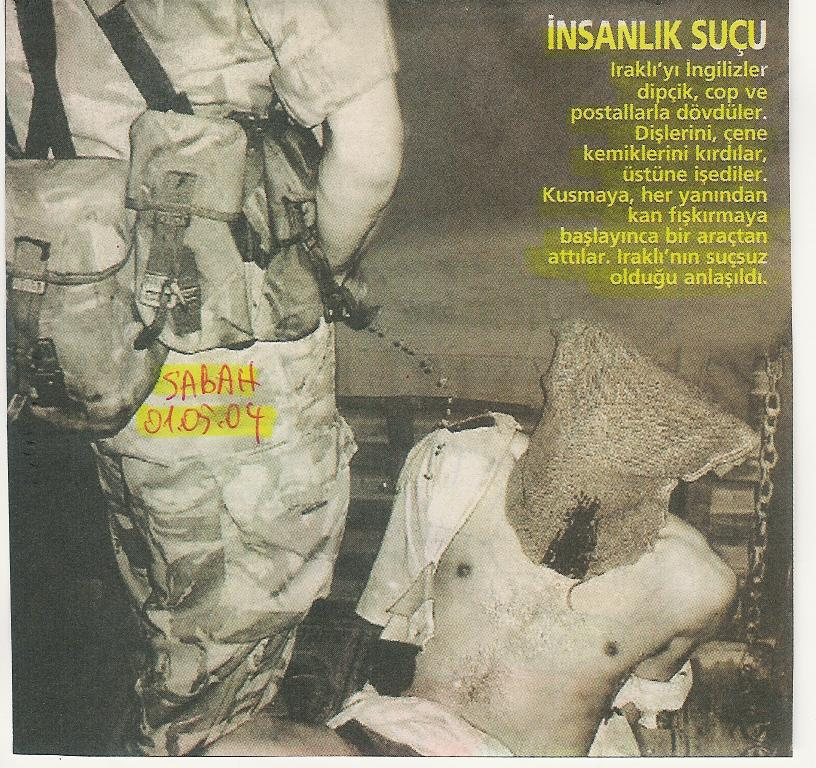 İNSANLIK SUÇU
Iraklı'yı İngilizler
dipçik, cop ve
postallarla dövdüler.
Dişlerini, çene
kemiklerini kırdılar,
üstüne işediler.
Kusmaya, her yanından
kan fışkırmaya
başlayınca bir araçtan
attılar. Iraklı'nın suçsuz
olduğu anlaşıldı.
SABAH
01.05.04